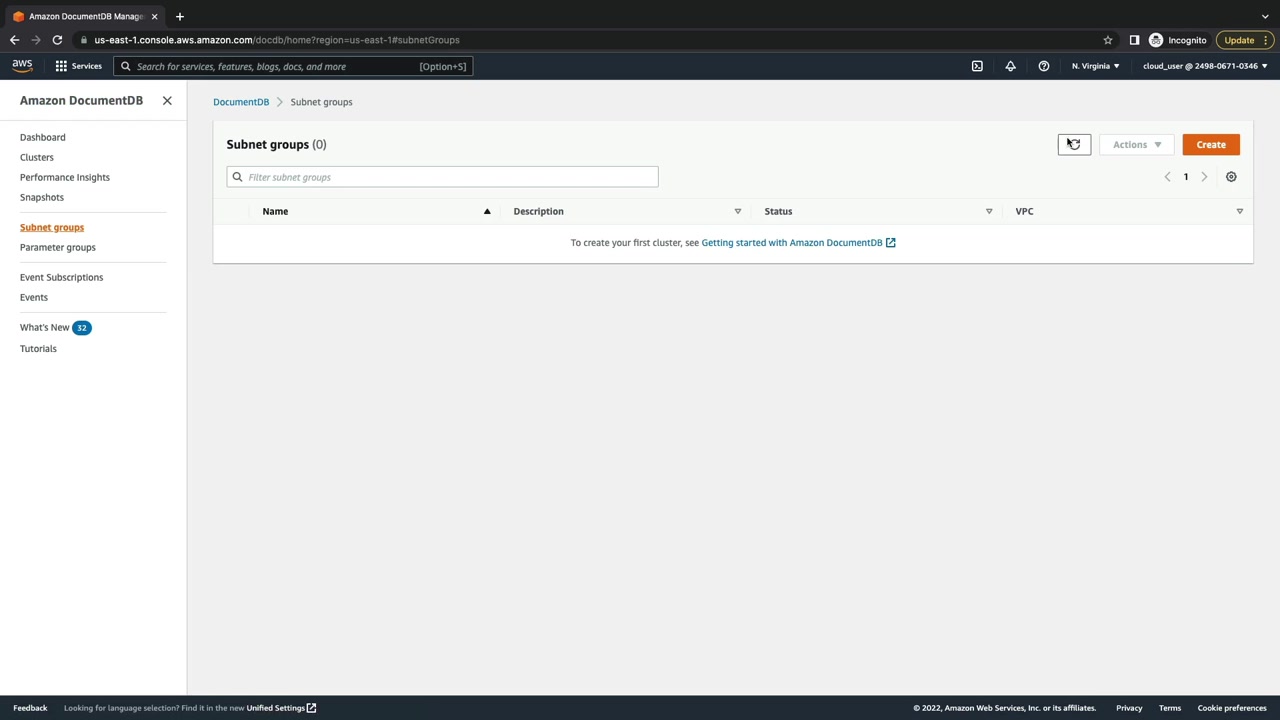 Amazon DocumentDB Manage
us-east-1.console.aws.amazon.com/docdb/home?region=us-east-1#subnetGroups
Incognito
Update
aws
Services
Search for services, features, blogs, docs, and more
[Option+S]
N. Virginia
cloud_user @ 2498-0671-0346
Amazon DocumentDB
Dashboard
Clusters
Performance Insights
Snapshots
Subnet groups
Parameter groups
Event Subscriptions
Events
What's New 32
Tutorials
DocumentDB > Subnet groups
Subnet groups (0)
Actions
Create
Filter subnet groups
1
Name
Description
Status
VPC
To create your first cluster, see Getting started with Amazon DocumentDB
Feedback
Looking for language selection? Find it in the new Unified Settings
© 2022, Amazon Web Services, Inc. or its affiliates.
Privacy
Terms
Cookie preferences